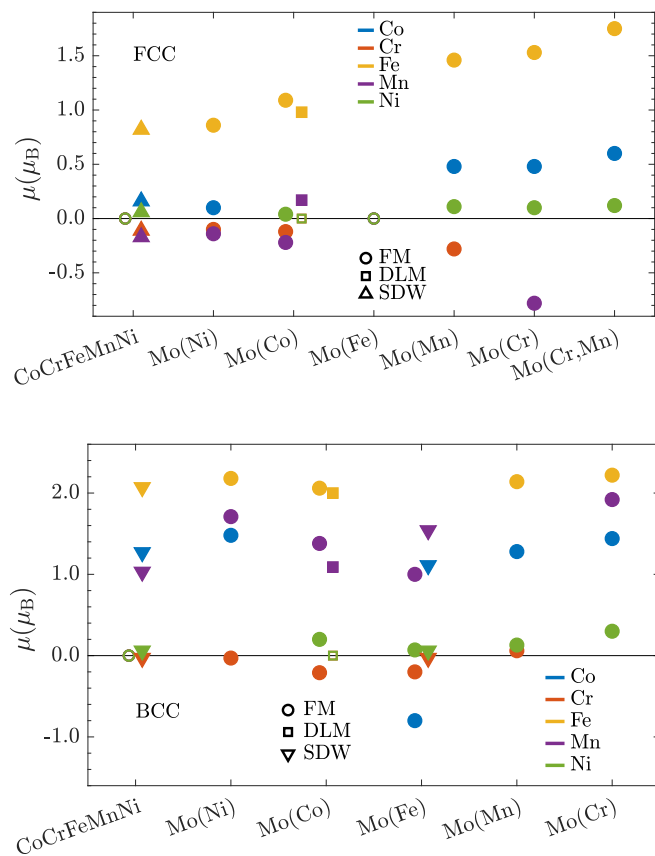 1.5
1.0
0.5
0.0
-0.5
μ(μB)
FCC
Co
Cr
Fe
Mn
Ni
FM
DLM
SDW
CoCrFeMnNi
Mo(Ni)
Mo(Co)
Mo(Fe)
Mo(Mn)
Mo(Cr)
Mo(Cr,Mn)
2.0
1.0
0.0
-1.0
μ(μB)
BCC
FM
DLM
SDW
Co
Cr
Fe
Mn
Ni
CoCrFeMnNi
Mo(Ni)
Mo(Co)
Mo(Fe)
Mo(Mn)
Mo(Cr)